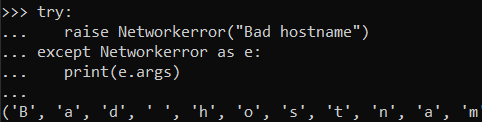 >>> try:
...    raise Networkerror("Bad hostname")
... except Networkerror as e:
...    print(e.args)
...
('B', 'a', 'd', ' ', 'h', 'o', 's', 't', 'n', 'a', 'm'